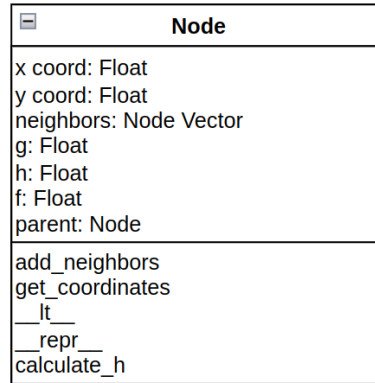 Node
x coord: Float
y coord: Float
neighbors: Node Vector
g: Float
h: Float
f: Float
parent: Node
add_neighbors
get_coordinates
__lt__
__repr__
calculate_h